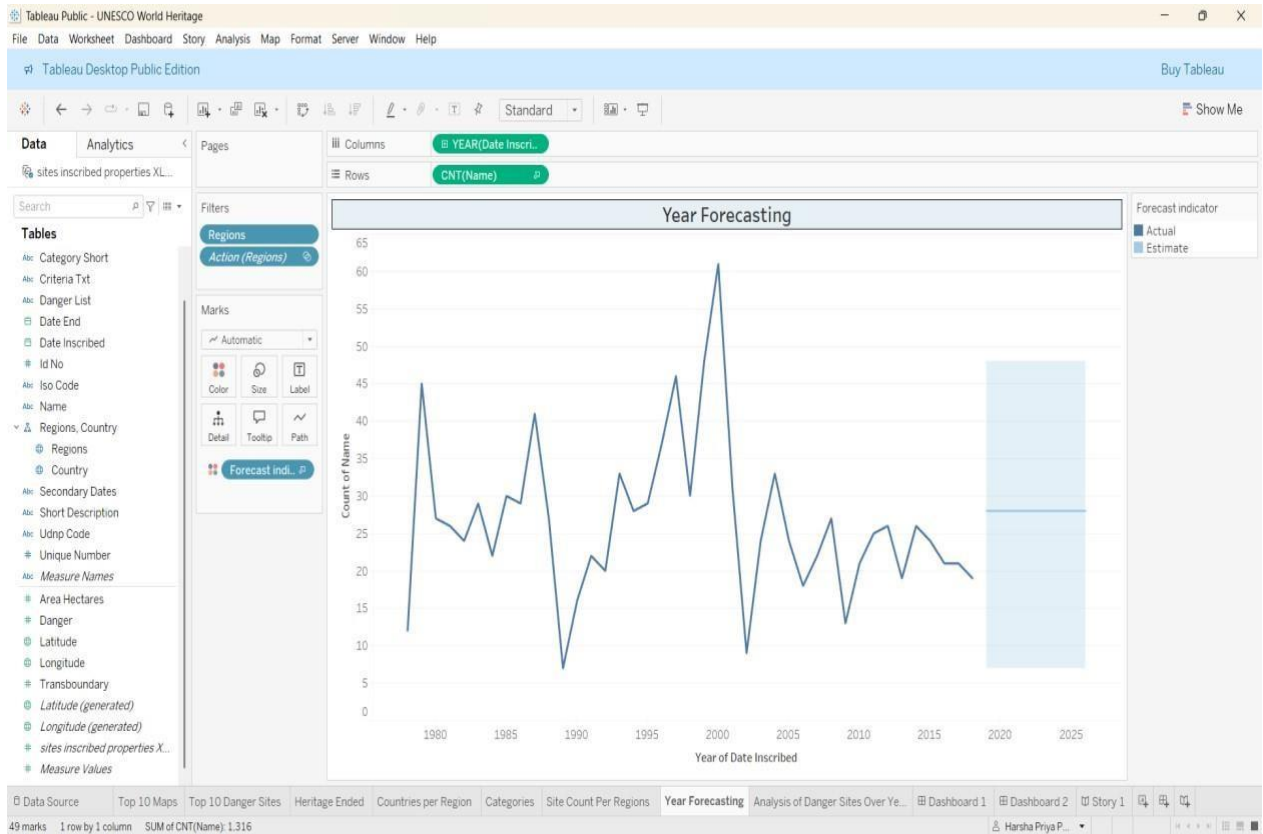 Tableau Public - UNESCO World Heritage
File Data Worksheet Dashboard Story Analysis Map Format Server Window Help
Tableau Desktop Public Edition
Buy Tableau
Standard
Show Me
Data Analytics
sites inscribed properties XL...
Search
Tables
Abc Category Short
Abc Criteria Txt
Abc Danger List
Date End
Date Inscribed
# Id No
Abc Iso Code
Abc Name
Regions, Country
Regions
Country
Abc Secondary Dates
Abc Short Description
Abc Udnp Code
# Unique Number
Abc Measure Names
# Area Hectares
# Danger
Latitude
Longitude
# Transboundary
Latitude (generated)
Longitude (generated)
# sites inscribed properties X...
# Measure Values
Pages
Filters
Regions
Action (Regions)
Marks
Automatic
Color Size Label
Detail Tooltip Path
Forecast indi..
Columns YEAR(Date Inscri..
Rows CNT(Name)
Year Forecasting
65
60
55
50
45
40
35
30
25
20
15
10
5
0
Count of Name
1980 1985 1990 1995 2000 2005 2010 2015 2020 2025
Year of Date Inscribed
Forecast indicator
Actual
Estimate
Data Source Top 10 Maps Top 10 Danger Sites Heritage Ended Countries per Region Categories Site Count Per Regions Year Forecasting Analysis of Danger Sites Over Ye... Dashboard 1 Dashboard 2 Story 1
49 marks 1 row by 1 column SUM of CNT(Name): 1,316 Harsha Priya P...